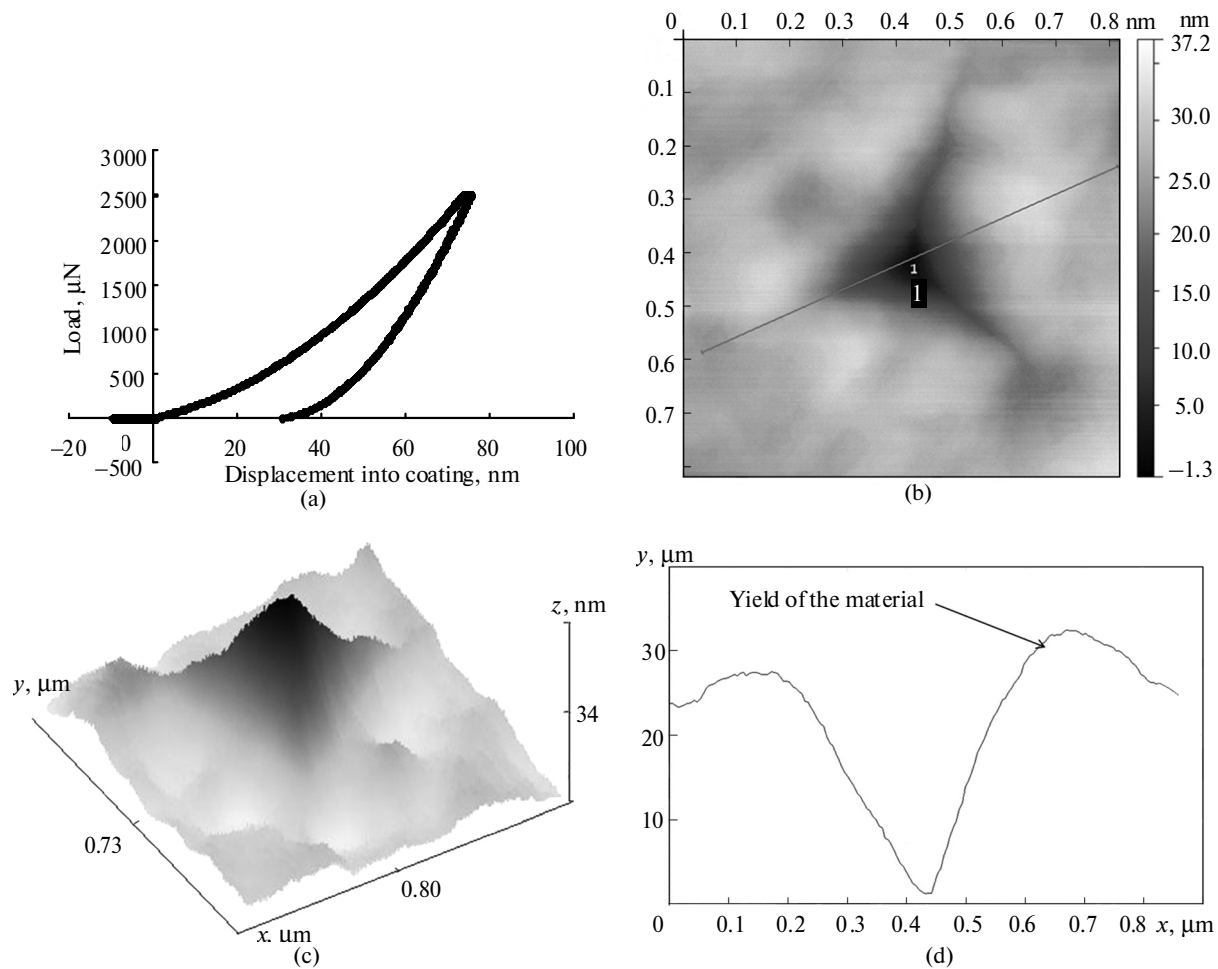 3000
2500
2000
1500
1000
500
0
−500
−20
20
40
60
80
100
Load, μN
Displacement into coating, nm
(a)
0 0.1 0.2 0.3 0.4 0.5 0.6 0.7 0.8 nm
nm
0.1
0.2
0.3
0.4
0.5
0.6
0.7
1
1
37.2
30.0
25.0
20.0
15.0
10.0
5.0
−1.3
(b)
z, nm
34
y, μm
0.73
0.80
x, μm
(c)
y, μm
Yield of the material
30
20
10
0 0.1 0.2 0.3 0.4 0.5 0.6 0.7 0.8 x, μm
(d)